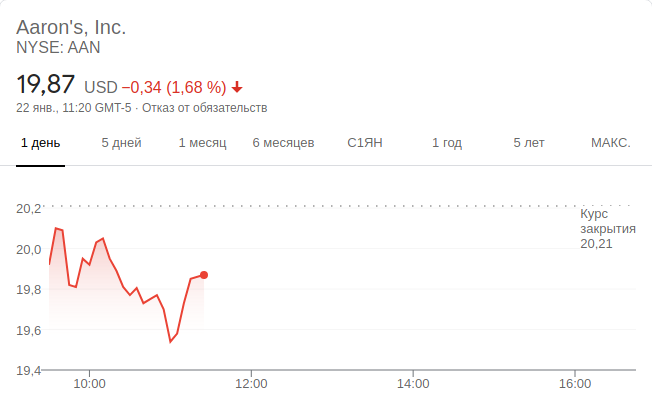 Aaron's, Inc.
NYSE: AAN
19,87 USD −0,34 (1,68 %)
22 янв., 11:20 GMT-5 · Отказ от обязательств
1 день 5 дней 1 месяц 6 месяцев С1ЯН 1 год 5 лет МАКС.
20,2
Курс
закрытия
20,21
20,0
19,8
19,6
19,4
10:00 12:00 14:00 16:00